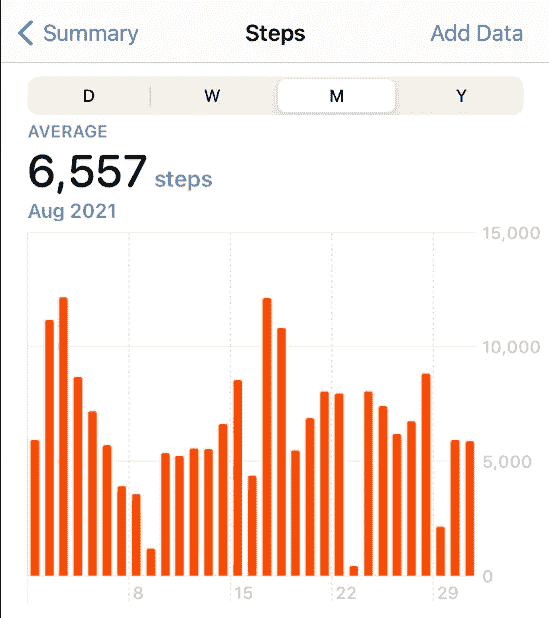 Summary Steps Add Data
D W M Y
AVERAGE
6,557 steps
Aug 2021
15,000
10,000
5,000
0
8 15 22 29